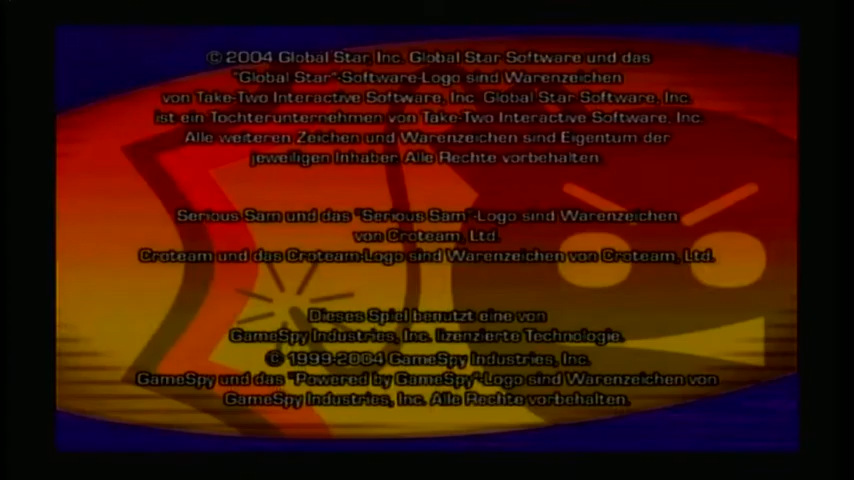 © 2004 Global Star, Inc. Global Star Software und das
"Global Star"-Software-Logo sind Warenzeichen
von Take-Two Interactive Software, Inc. Global Star Software, Inc.
ist ein Tochterunternehmen von Take-Two Interactive Software, Inc.
Alle weiteren Zeichen und Warenzeichen sind Eigentum der
jeweiligen Inhaber. Alle Rechte vorbehalten.
Serious Sam und das "Serious Sam"-Logo sind Warenzeichen
von Croteam, Ltd.
Croteam und das Croteam-Logo sind Warenzeichen von Croteam, Ltd.
Dieses Spiel benutzt eine von
GameSpy Industries, Inc. lizenzierte Technologie.
© 1999-2004 GameSpy Industries, Inc.
GameSpy und das "Powered by GameSpy"-Logo sind Warenzeichen von
GameSpy Industries, Inc. Alle Rechte vorbehalten.